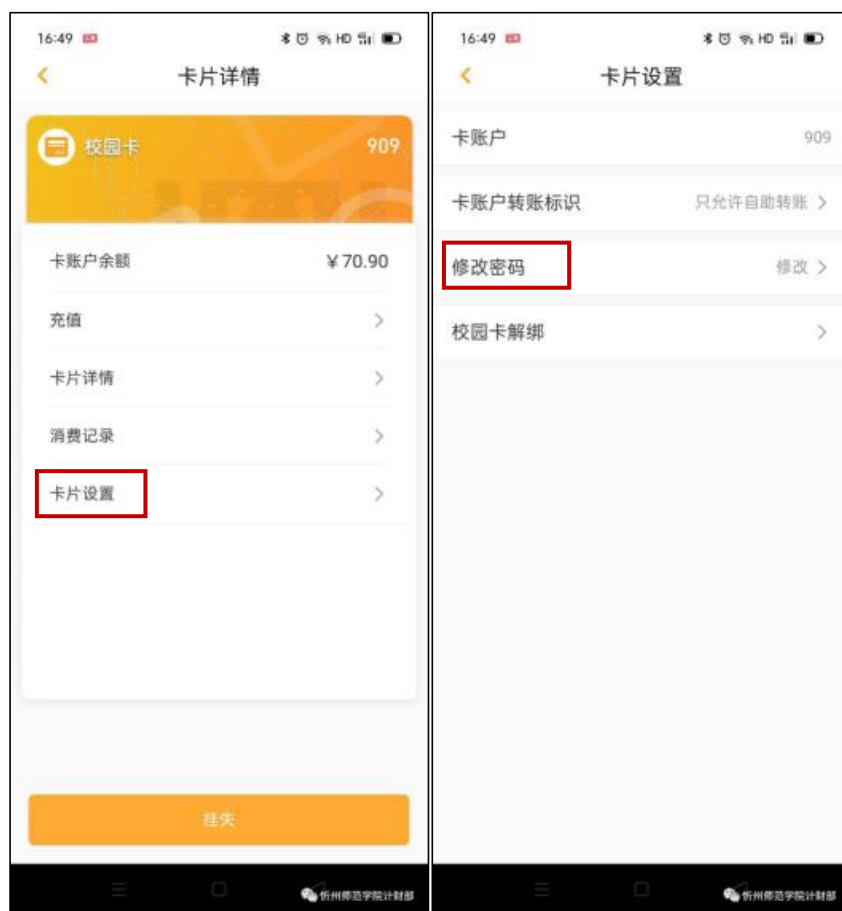 16:49
HD
卡片详情
校园卡
909
卡账户余额
¥70.90
充值
卡片详情
消费记录
卡片设置
挂失
忻州师范学院计财部
16:49
HD
卡片设置
卡账户
909
卡账户转账标识
只允许自助转账
修改密码
修改
校园卡解绑
忻州师范学院计财部